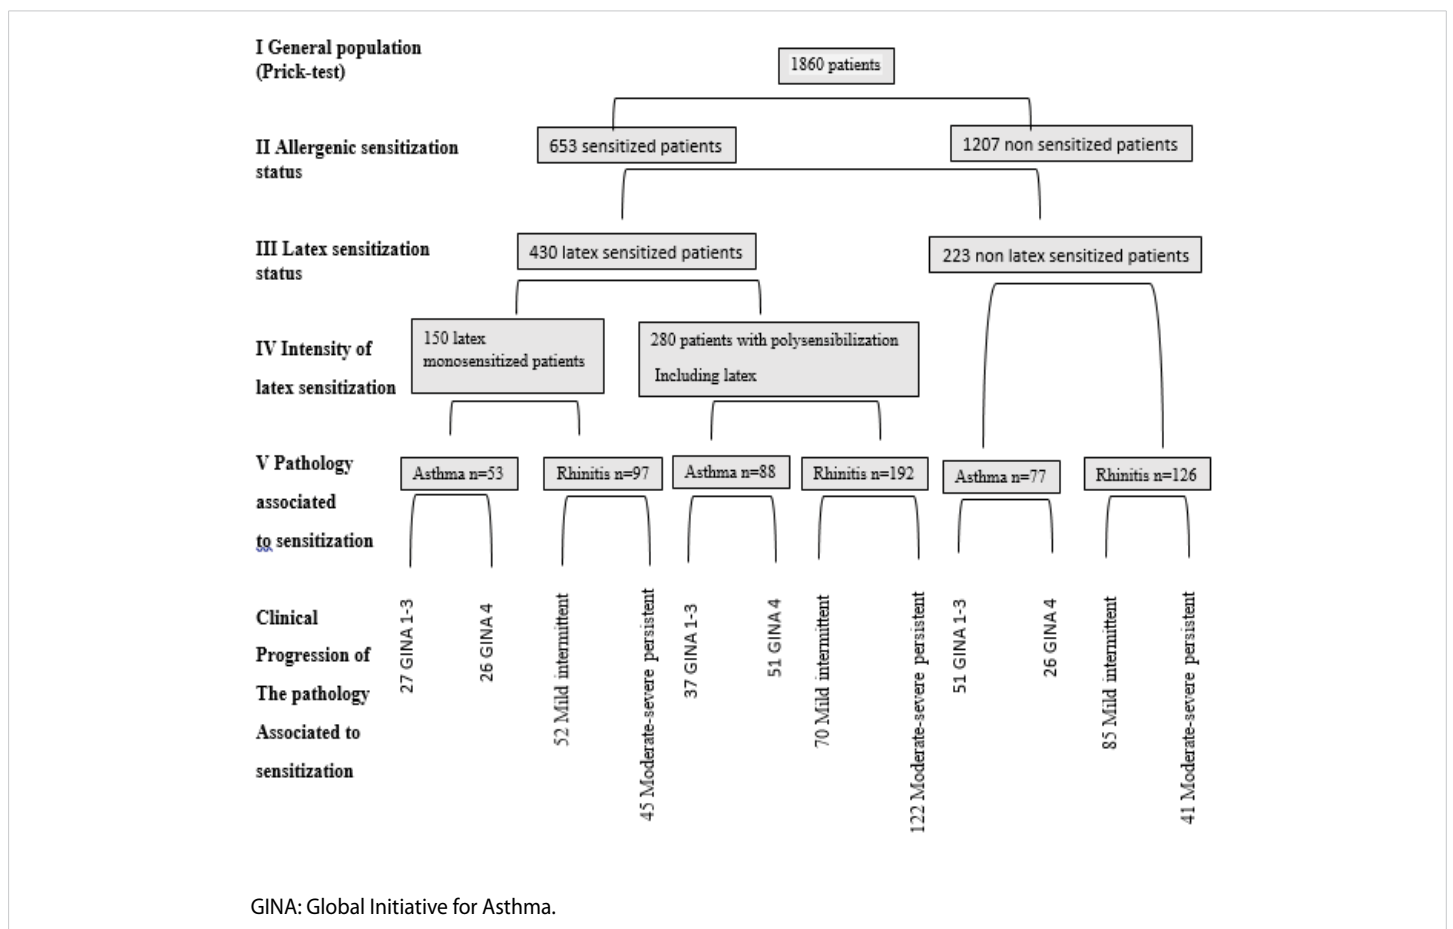 I General population
(Prick-test)
1860 patients
II Allergenic sensitization
status
653 sensitized patients
1207 non sensitized patients
III Latex sensitization
status
430 latex sensitized patients
223 non latex sensitized patients
IV Intensity of
latex sensitization
150 latex
monosensitized patients
280 patients with polysensibilization
Including latex
V Pathology
associated
to sensitization
Asthma n=53
Rhinitis n=97
Asthma n=88
Rhinitis n=192
Asthma n=77
Rhinitis n=126
Clinical
Progression of
The pathology
Associated to
sensitization
27 GINA 1-3
26 GINA 4
52 Mild intermittent
45 Moderate-severe persistent
37 GINA 1-3
51 GINA 4
70 Mild intermittent
122 Moderate-severe persistent
51 GINA 1-3
26 GINA 4
85 Mild intermittent
41 Moderate-severe persistent
GINA: Global Initiative for Asthma.